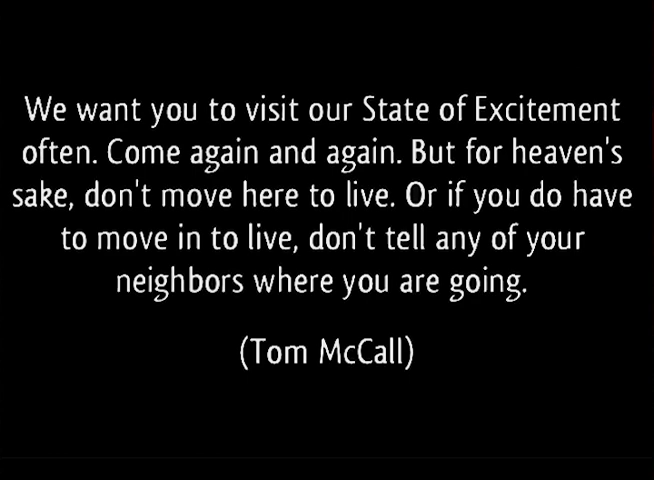 We want you to visit our State of Excitement
often. Come again and again. But for heaven's
sake, don't move here to live. Or if you do have
to move in to live, don't tell any of your
neighbors where you are going.
(Tom McCall)